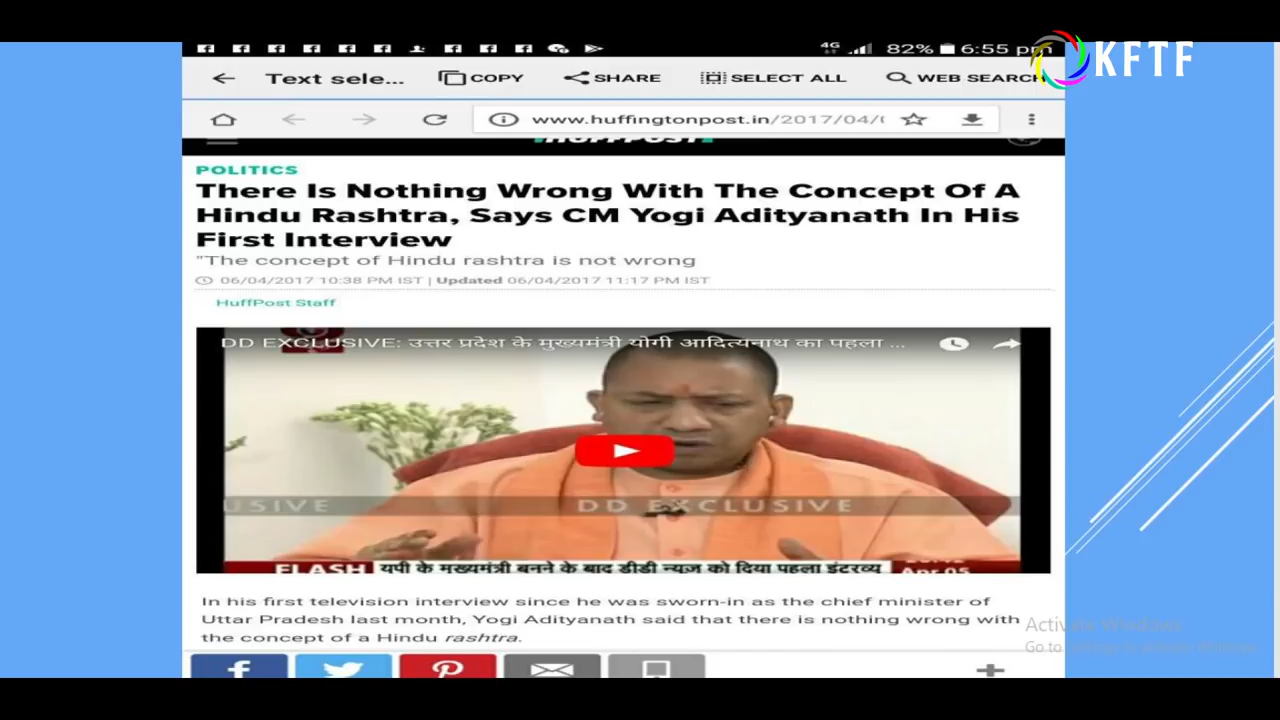 4G 82% 6:55 pm
KFTF
Text sele... COPY SHARE SELECT ALL WEB SEARCH
www.huffingtonpost.in/2017/04/
HUFFPOST
POLITICS
There Is Nothing Wrong With The Concept Of A
Hindu Rashtra, Says CM Yogi Adityanath In His
First Interview
"The concept of Hindu rashtra is not wrong
06/04/2017 10:38 PM IST | Updated 06/04/2017 11:17 PM IST
HuffPost Staff
DD EXCLUSIVE: उत्तर प्रदेश के मुख्यमंत्री योगी आदित्यनाथ का पहला ...
USIVE DD EXCLUSIVE
FLASH यूपी के मुख्यमंत्री बनने के बाद डीडी न्यूज़ को दिया पहला इंटरव्यू Apr 05
In his first television interview since he was sworn-in as the chief minister of
Uttar Pradesh last month, Yogi Adityanath said that there is nothing wrong with
the concept of a Hindu rashtra.
Activate Windows
Go to